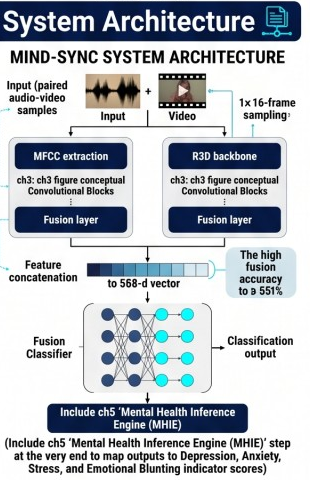 System Architecture
MIND-SYNC SYSTEM ARCHITECTURE
Input (paired
audio-video
samples
+
Input
Video
1×16-frame
sampling
MFCC extraction
ch3: ch3 figure conceptual
Convolutional Blocks
⋮
Fusion layer
R3D backbone
ch3: ch3 figure conceptual
Convolutional Blocks
⋮
Fusion layer
Feature
concatenation
to 568-d vector
The high
fusion
accuracy
to 551%
Fusion
Classifier
Classification
output
Include ch5 'Mental Health Inference
Engine (MHIE)
(Include ch5 'Mental Health Inference Engine (MHIE)' step
at the very end to map outputs to Depression, Anxiety,
Stress, and Emotional Blunting indicator scores)